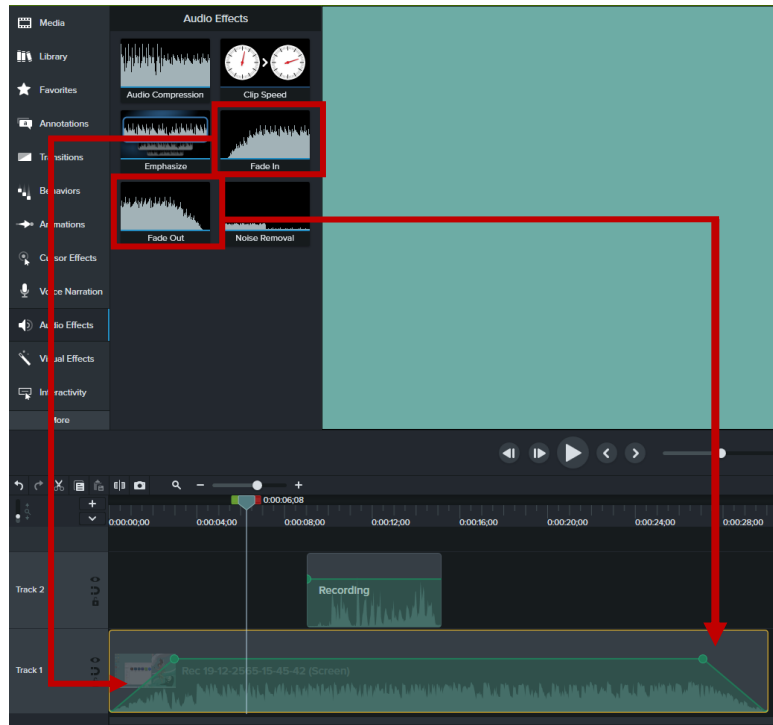 Audio Effects
Media
Library
Favorites
Annotations
Transitions
Behaviors
Animations
Cursor Effects
Voice Narration
Audio Effects
Visual Effects
Interactivity
More
Audio Compression
Clip Speed
Emphasize
Fade In
Fade Out
Noise Removal
0:00:06;08
0:00:00;00 0:00:04;00 0:00:08;00 0:00:12;00 0:00:16;00 0:00:20;00 0:00:24;00 0:00:28;00
Track 2
Recording
Track 1
Rec 19-12-2565-15-45-42 (Screen)